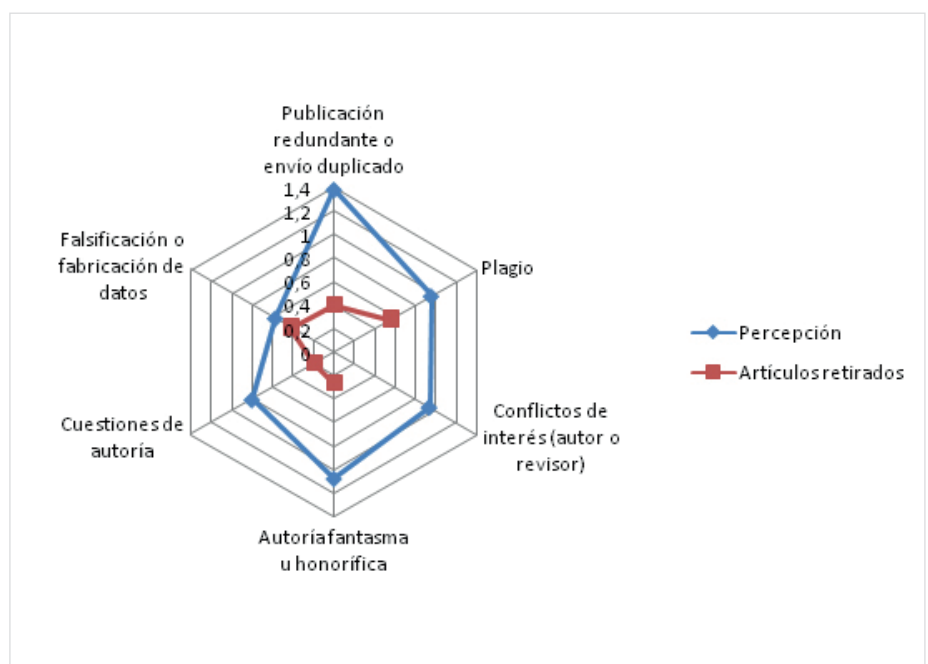 Publicación
redundante o
envío duplicado
1,4
1,2
1
0,8
0,6
0,4
0,2
0
Falsificación o
fabricación de
datos
Plagio
Percepción
Artículos retirados
Conflictos de
interés (autor o
revisor)
Cuestiones de
autoría
Autoría fantasma
u honorífica